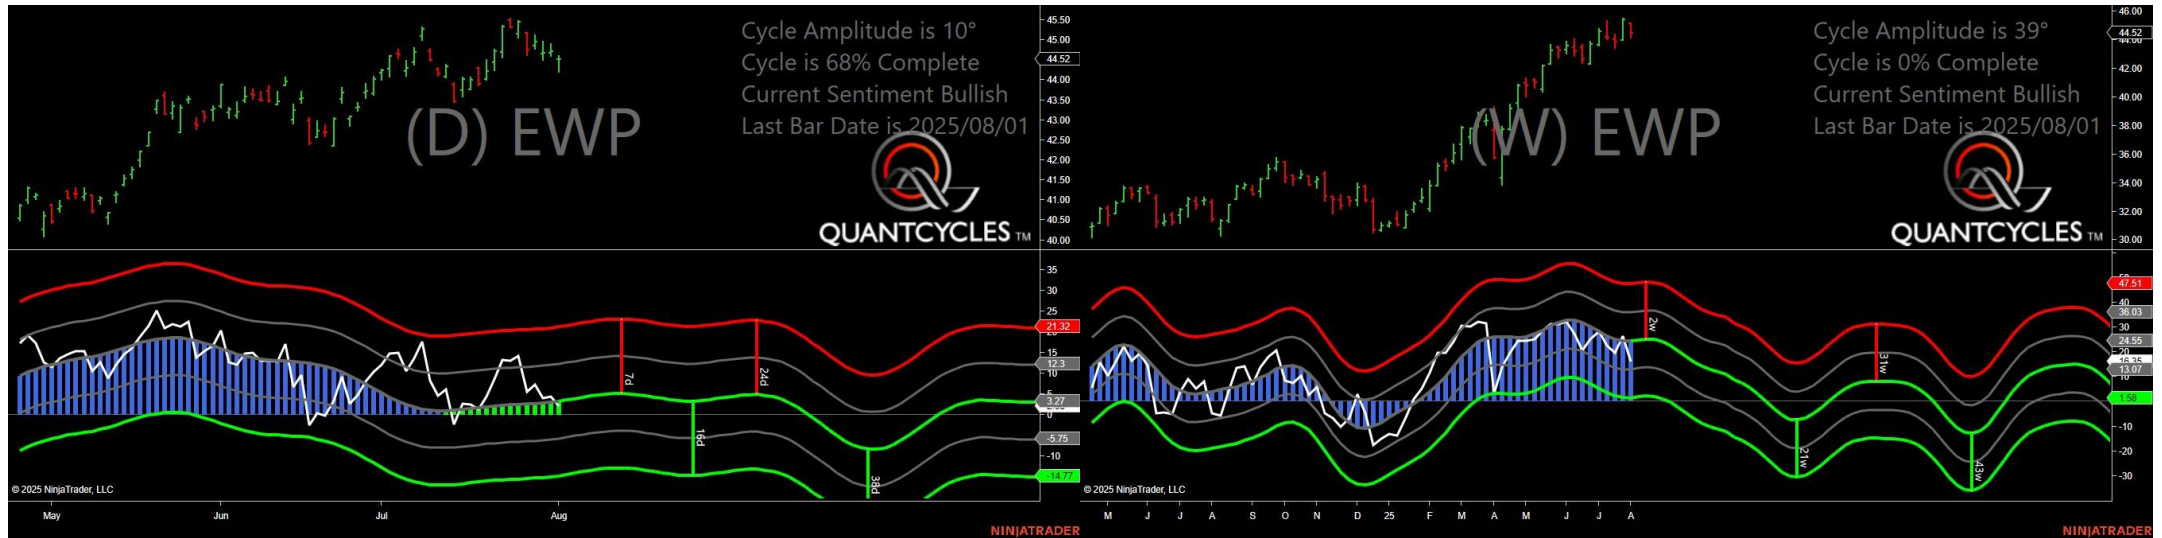 Cycle Amplitude is 10°
Cycle is 68% Complete
Current Sentiment Bullish
Last Bar Date is 2025/08/01
(D) EWP
QUANTCYCLES TM
45.50
45.00
44.52
44.00
43.50
43.00
42.50
42.00
41.50
41.00
40.50
40.00
35
30
25
21.32
15
12.3
10
5
3.27
0
-5.75
-10
-14.77
7d
24d
16d
38d
© 2025 NinjaTrader, LLC
May
Jun
Jul
Aug
NINJATRADER
Cycle Amplitude is 39°
Cycle is 0% Complete
Current Sentiment Bullish
Last Bar Date is 2025/08/01
(W) EWP
QUANTCYCLES TM
46.00
44.52
44.00
42.00
40.00
38.00
36.00
34.00
32.00
30.00
47.51
40
36.03
30
24.55
20
16.35
13.07
1.58
-10
-20
-30
2w
31w
21w
43w
© 2025 NinjaTrader, LLC
M
J
J
A
S
O
N
D
25
F
M
A
M
J
J
A
NINJATRADER